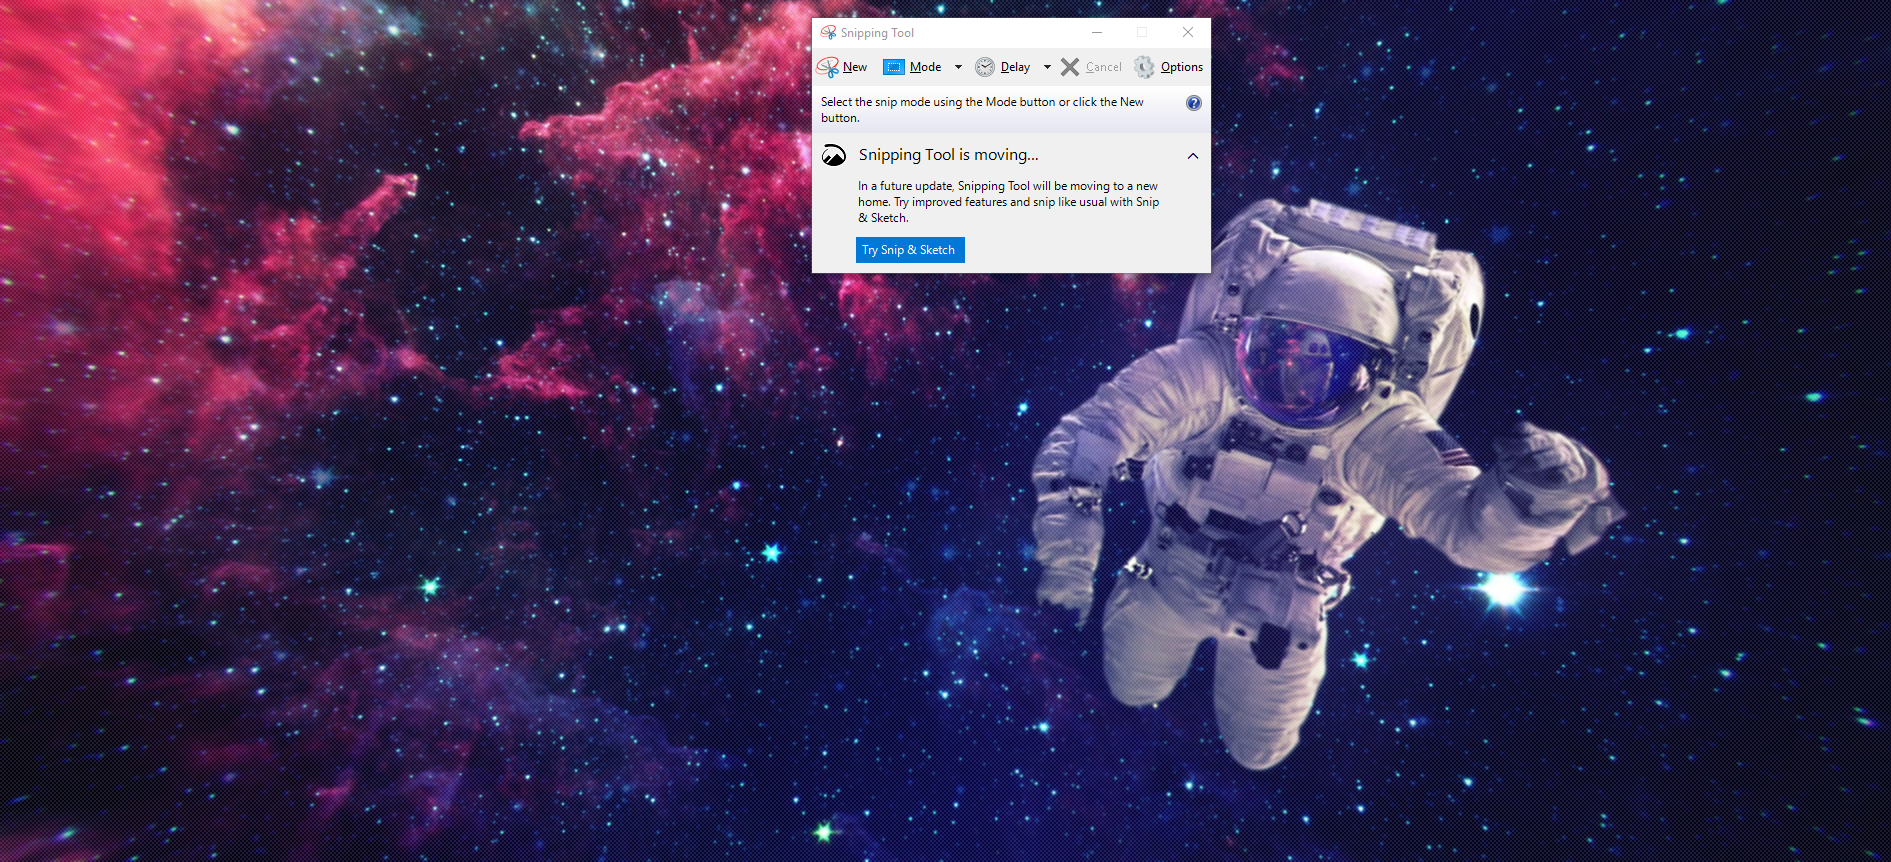 Snipping Tool
New Mode Delay Cancel Options
Select the snip mode using the Mode button or click the New
button.
Snipping Tool is moving...
In a future update, Snipping Tool will be moving to a new
home. Try improved features and snip like usual with Snip
& Sketch.
Try Snip & Sketch